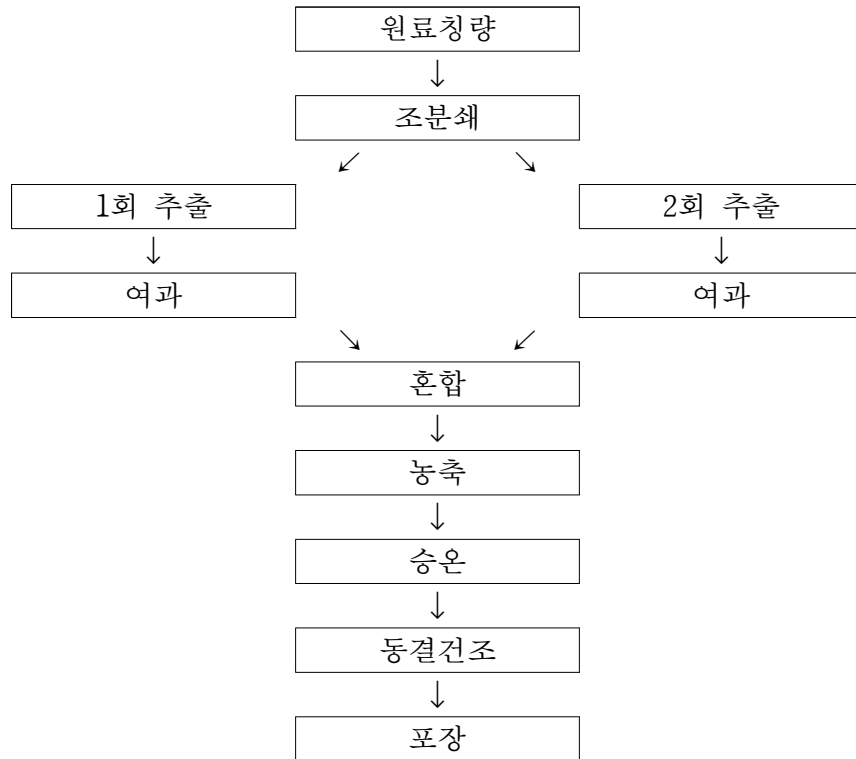 원료칭량
↓
조분쇄
↙ ↘
1회 추출 2회 추출
↓ ↓
여과 여과
↘ ↙
혼합
↓
농축
↓
승온
↓
동결건조
↓
포장